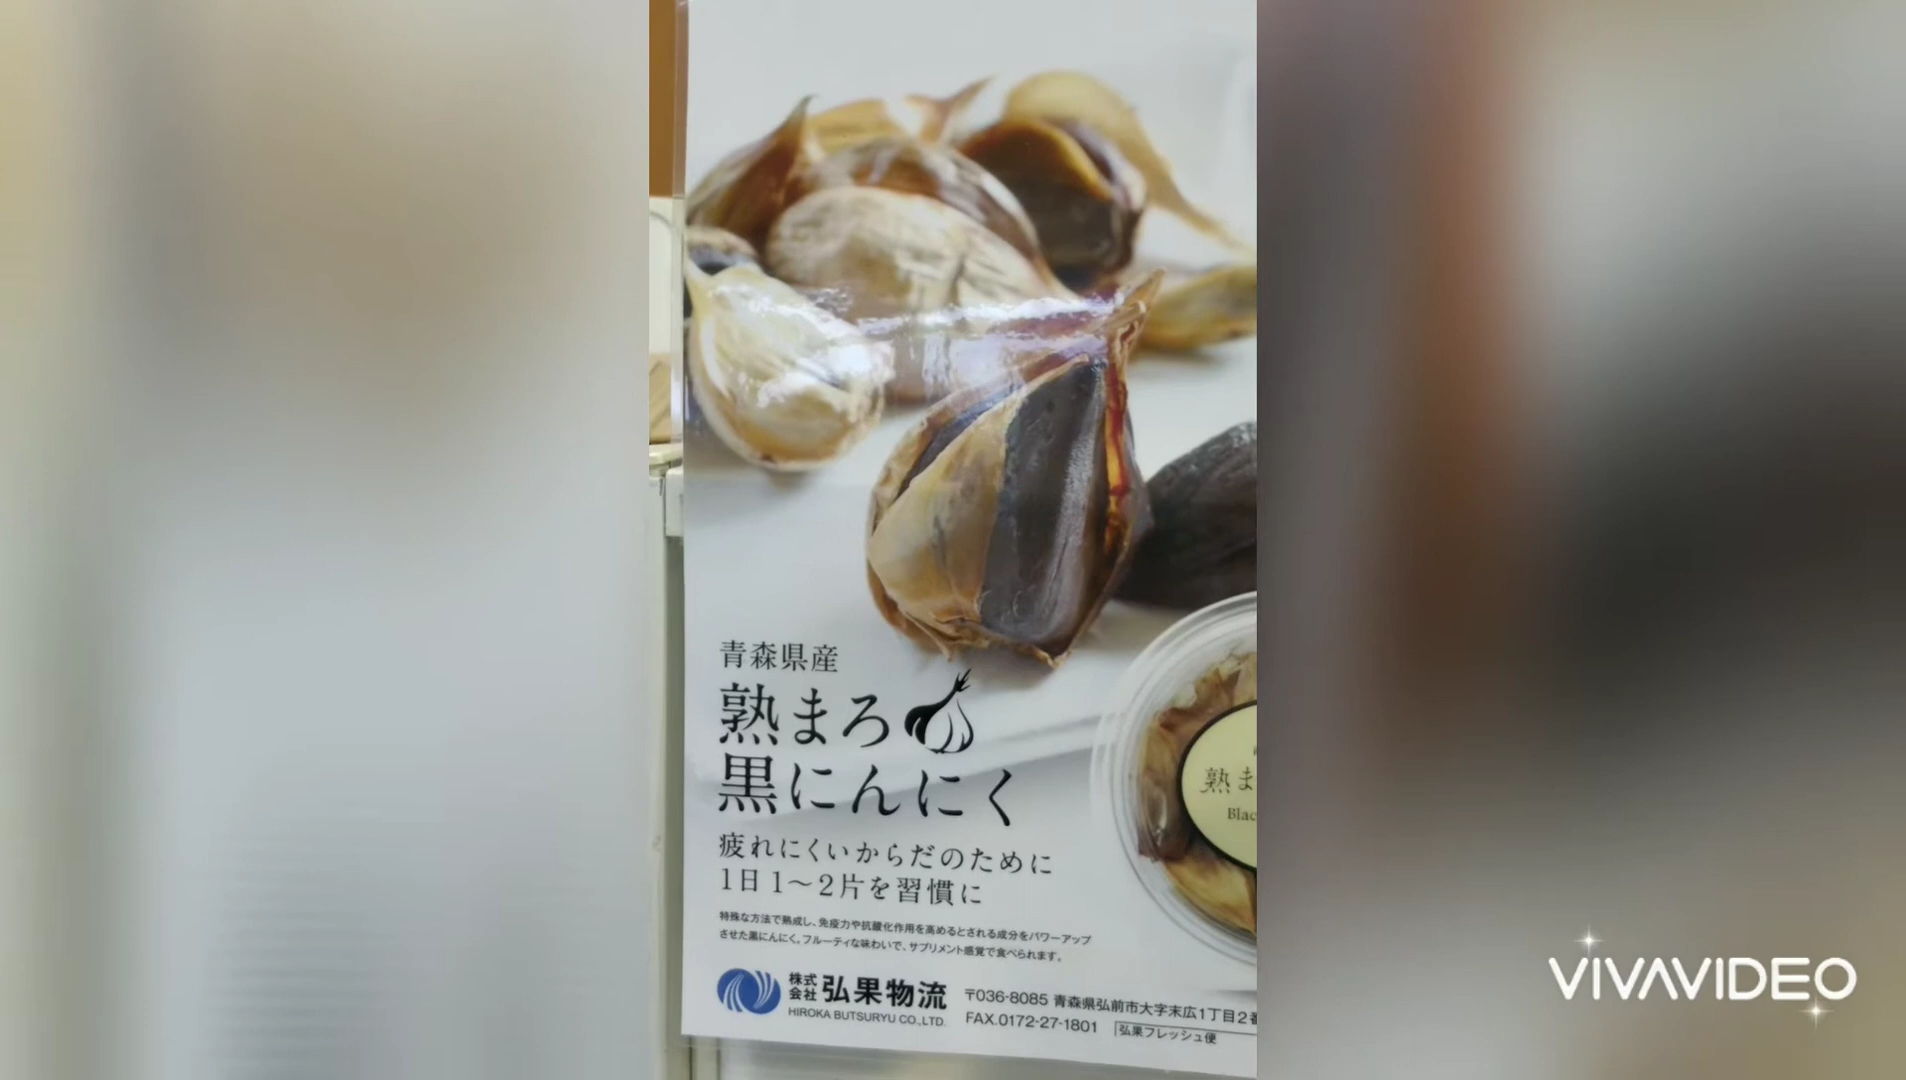 青森県産
熟まろ
黒にんにく
疲れにくいからだのために
1日1～2片を習慣に
特殊な方法で熟成し、免疫力や抗酸化作用を高めるとされる成分をパワーアップ
させた黒にんにく。フルーティな味わいで、サプリメント感覚で食べられます。
株式会社 弘果物流
HIROKA BUTSURYU CO.,LTD.
〒036-8085 青森県弘前市大字末広1丁目2
FAX.0172-27-1801 弘果フレッシュ便
熟ま
Blac
VIVAVIDEO